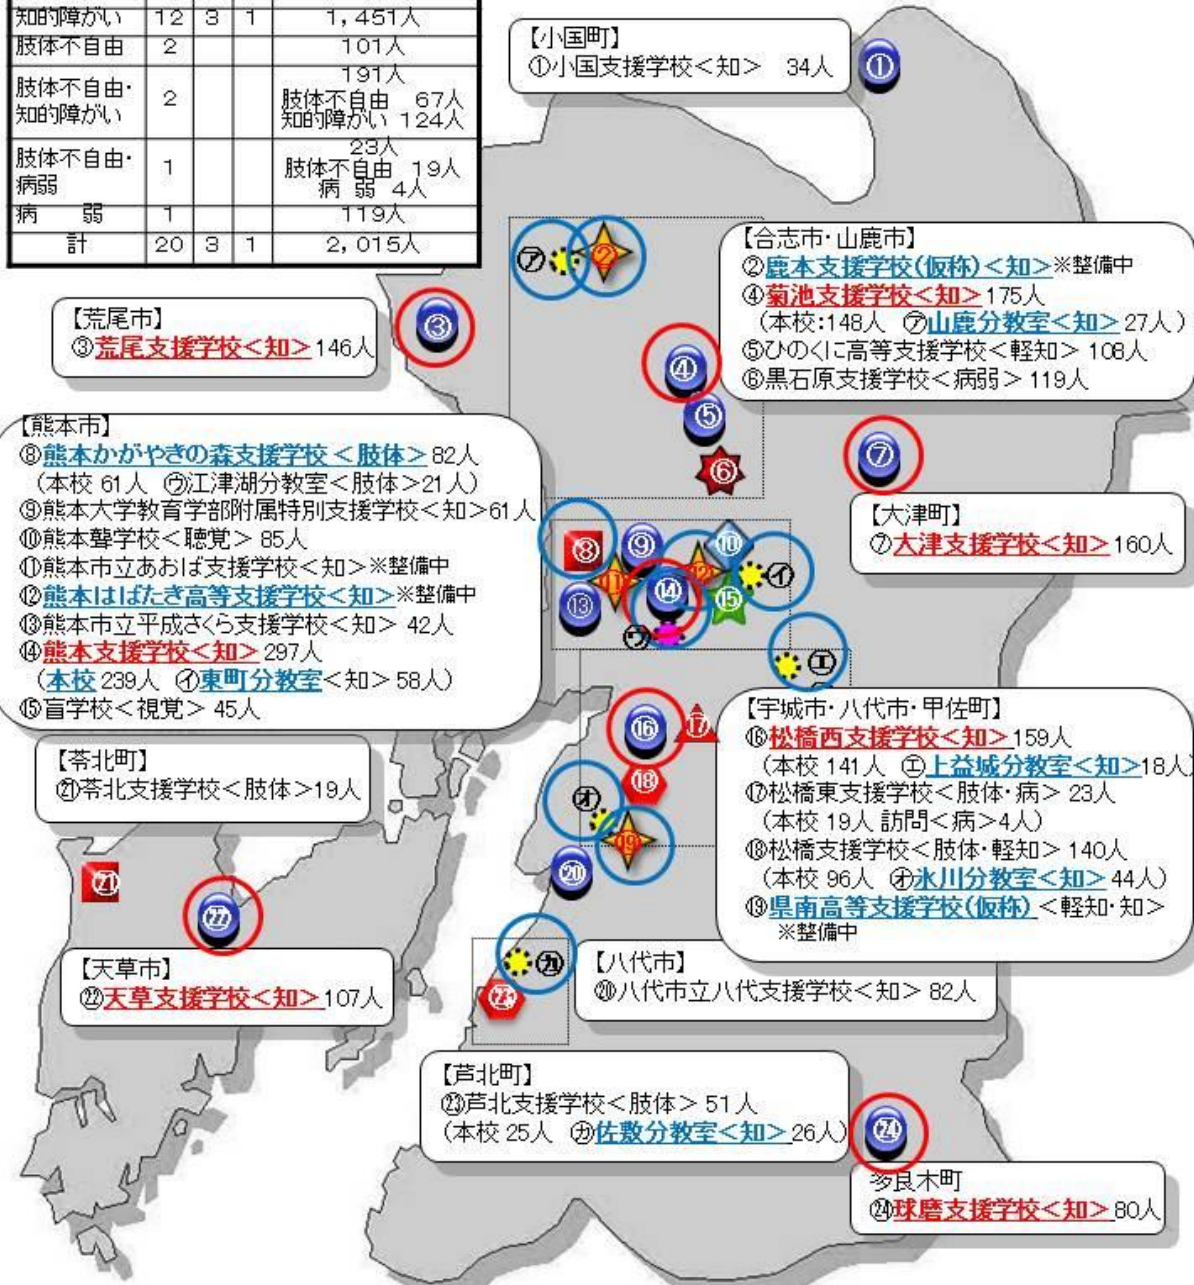 知的障がい 12 3 1 1,451人
肢体不自由 2 101人
肢体不自由・知的障がい 2 191人
肢体不自由 67人
知的障がい 124人
肢体不自由・病弱 1 23人
肢体不自由 19人
病 弱 4人
病 弱 1 119人
計 20 3 1 2,015人
【小国町】
①小国支援学校<知> 34人
①
㋐
②
【合志市・山鹿市】
②鹿本支援学校(仮称)<知>※整備中
④菊池支援学校<知>175人
(本校:148人 ㋐山鹿分教室<知>27人)
⑤ひのくに高等支援学校<軽知>108人
⑥黒石原支援学校<病弱>119人
【荒尾市】
③荒尾支援学校<知>146人
③
④
⑤
⑥
⑦
【大津町】
⑦大津支援学校<知>160人
【熊本市】
⑧熊本かがやきの森支援学校<肢体>82人
(本校 61人 ㋒江津湖分教室<肢体>21人)
⑨熊本大学教育学部附属特別支援学校<知>61人
⑩熊本聾学校<聴覚> 85人
⑪熊本市立あおば支援学校<知>※整備中
⑫熊本はばたき高等支援学校<知>※整備中
⑬熊本市立平成さくら支援学校<知> 42人
⑭熊本支援学校<知>297人
(本校239人 ㋑東町分教室<知>58人)
⑮盲学校<視覚> 45人
⑧
⑨
⑩
⑪
⑫
㋑
⑬
⑭
⑮
㋒
㋓
【宇城市・八代市・甲佐町】
⑯松橋西支援学校<知>159人
(本校 141人 ㋓上益城分教室<知>18人)
⑰松橋東支援学校<肢体・病> 23人
(本校 19人 訪問<病>4人)
⑱松橋支援学校<肢体・軽知>140人
(本校 96人 ㋔氷川分教室<知>44人)
⑲県南高等支援学校(仮称)<軽知・知>
※整備中
⑯
⑰
⑱
㋔
⑲
⑳
【苓北町】
㉑苓北支援学校<肢体>19人
㉑
㉒
【天草市】
㉒天草支援学校<知>107人
㋕
㉓
【八代市】
⑳八代市立八代支援学校<知> 82人
【芦北町】
㉓芦北支援学校<肢体> 51人
(本校 25人 ㋕佐敷分教室<知>26人)
㉔
多良木町
㉔球磨支援学校<知>80人